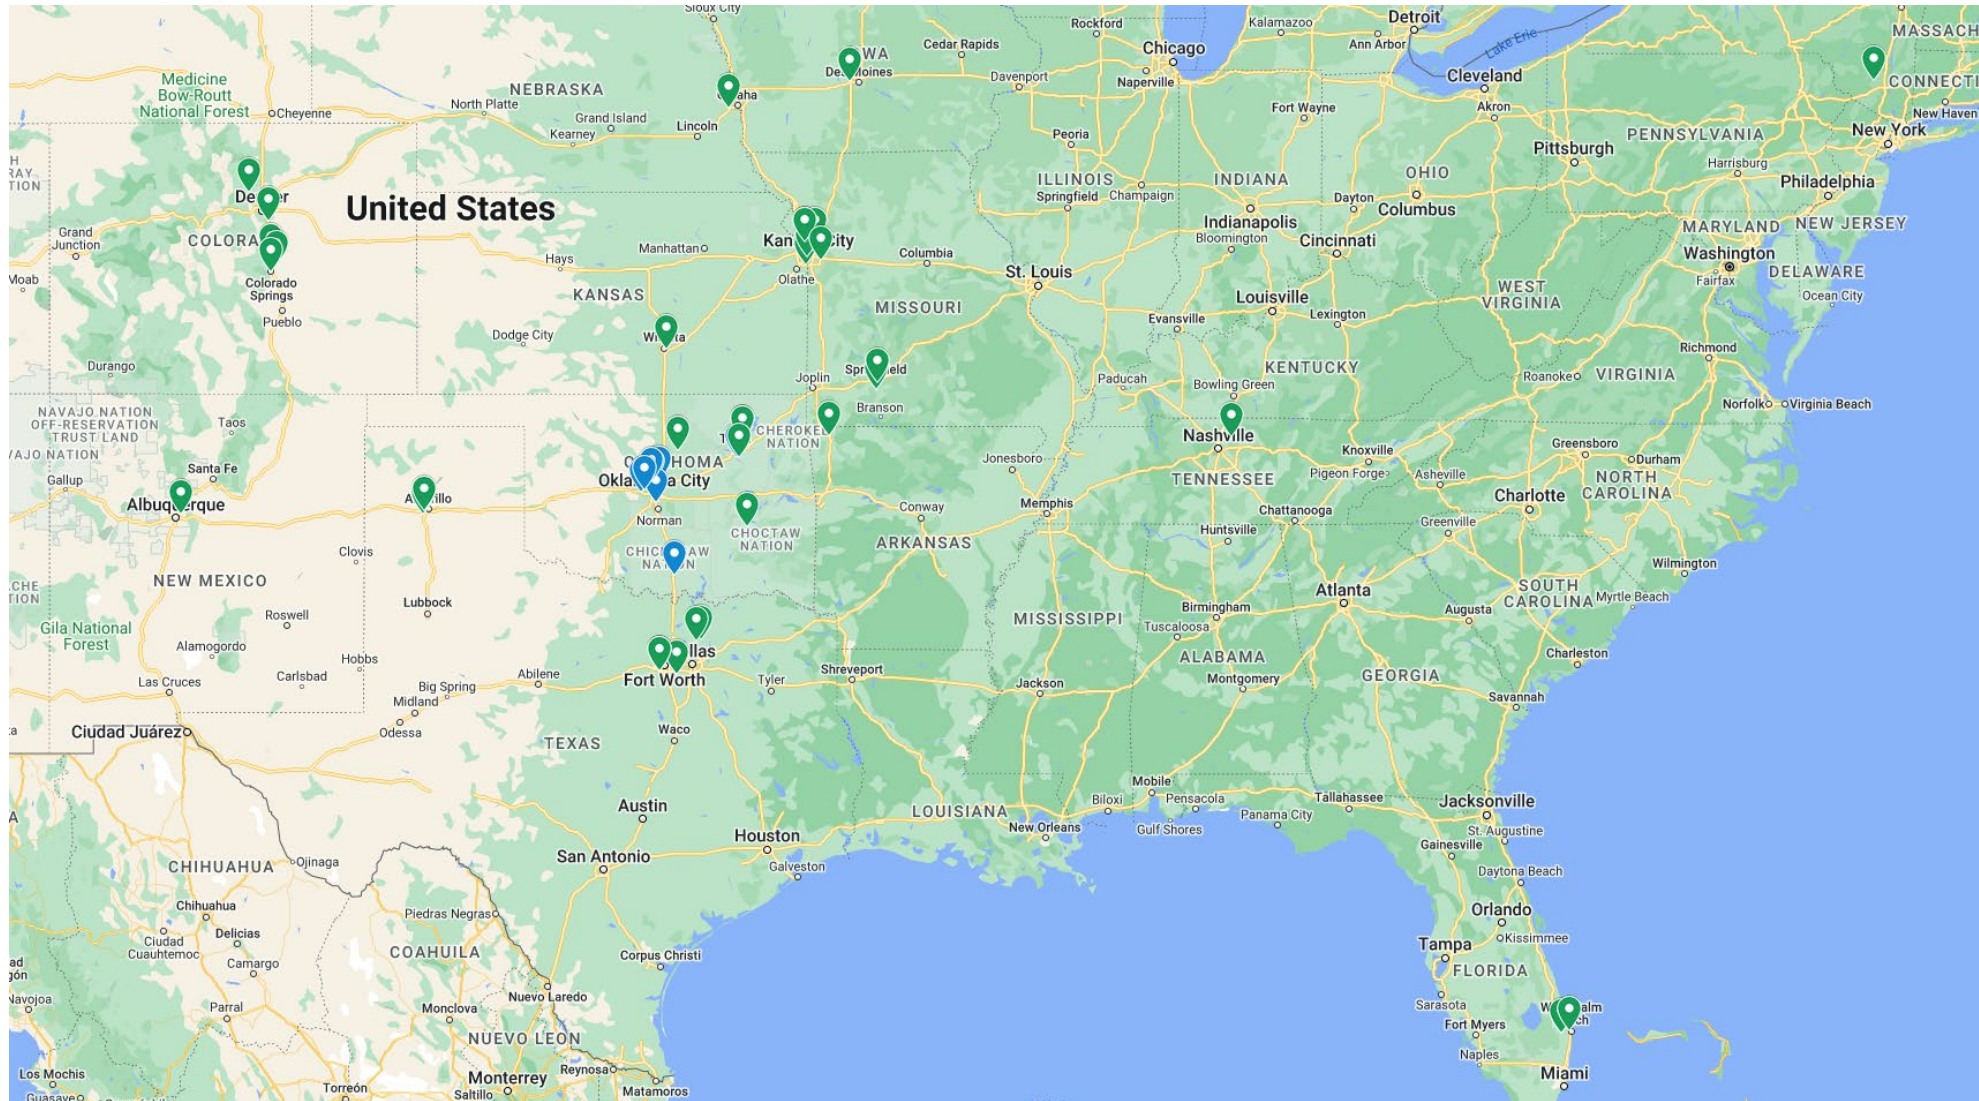 Sioux City
Rockford
Kalamazoo
Detroit
MASSACH
Cedar Rapids
Chicago
Ann Arbor
Lake Erie
Medicine
Bow-Routt
National Forest
NEBRASKA
Davenport
Naperville
Cleveland
CONNECTI
North Platte
Fort Wayne
Akron
New Haven
Cheyenne
Grand Island
Kearney
Lincoln
Peoria
PENNSYLVANIA
New York
Pittsburgh
Harrisburg
ILLINOIS
Springfield
Champaign
INDIANA
OHIO
Dayton
Columbus
Philadelphia
United States
Indianapolis
Bloomington
Cincinnati
MARYLAND
NEW JERSEY
Washington
Fairfax
DELAWARE
Ocean City
Grand
Junction
Manhattan
Hays
Columbia
St. Louis
Olathe
Moab
Colorado
Springs
Pueblo
KANSAS
MISSOURI
Louisville
Evansville
Lexington
WEST
VIRGINIA
Dodge City
Richmond
Durango
Joplin
Paducah
Bowling Green
KENTUCKY
Roanoke
VIRGINIA
NAVAJO NATION
OFF-RESERVATION
TRUST LAND
Taos
Branson
Norfolk
Virginia Beach
NATION
Nashville
Knoxville
Greensboro
Durham
VAJO NATION
Gallup
Santa Fe
Jonesboro
TENNESSEE
Pigeon Forge
Asheville
NORTH
CAROLINA
Albuquerque
Norman
Conway
Memphis
Chattanooga
Charlotte
CHOCTAW
NATION
ARKANSAS
Huntsville
Greenville
Clovis
NEW MEXICO
Wilmington
Roswell
Lubbock
Atlanta
SOUTH
CAROLINA
Myrtle Beach
Gila National
Forest
Alamogordo
Hobbs
Carlsbad
MISSISSIPPI
Birmingham
Tuscaloosa
Augusta
ALABAMA
Charleston
Las Cruces
Big Spring
Abilene
Fort Worth
Tyler
Shreveport
Jackson
Montgomery
GEORGIA
Savannah
Midland
Odessa
Ciudad Juárez
Waco
TEXAS
Austin
Mobile
Biloxi
Pensacola
Gulf Shores
Tallahassee
Panama City
Jacksonville
St. Augustine
Gainesville
Houston
LOUISIANA
New Orleans
San Antonio
Galveston
CHIHUAHUA
Ojinaga
Daytona Beach
Chihuahua
Piedras Negras
Orlando
Kissimmee
Ciudad
Cuauhtemoc
Delicias
Camargo
COAHUILA
Corpus Christi
Tampa
FLORIDA
Navojoa
Parral
Monclova
Nuevo Laredo
Sarasota
Fort Myers
NUEVO LEON
Naples
Los Mochis
Guasave
Torreón
Monterrey
Saltillo
Reynosa
Matamoros
Miami